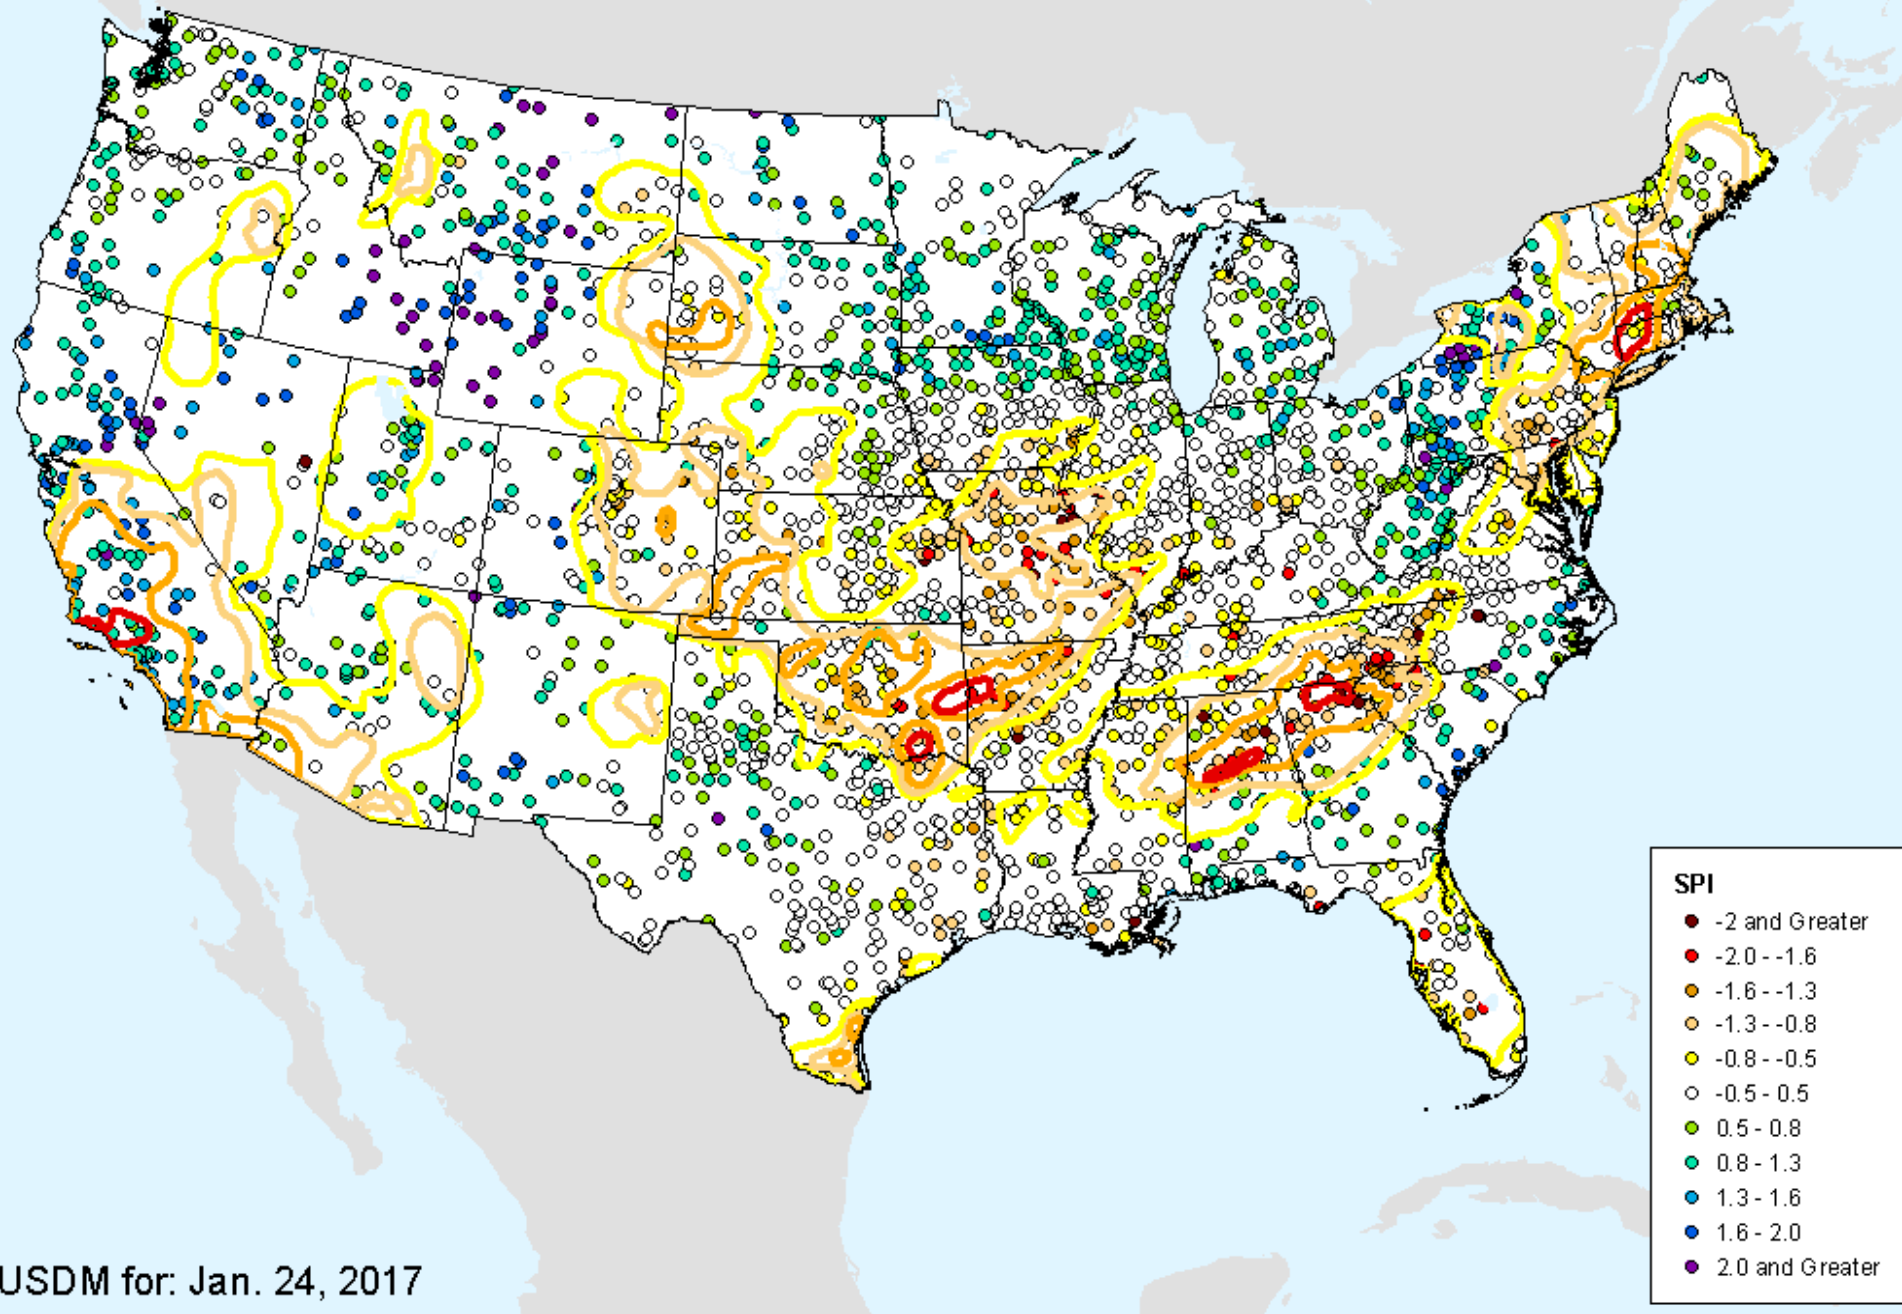 SPI
-2 and Greater
-2.0 - -1.6
-1.6 - -1.3
-1.3 - -0.8
-0.8 - -0.5
-0.5 - 0.5
0.5 - 0.8
0.8 - 1.3
1.3 - 1.6
1.6 - 2.0
2.0 and Greater
USDM for: Jan. 24, 2017